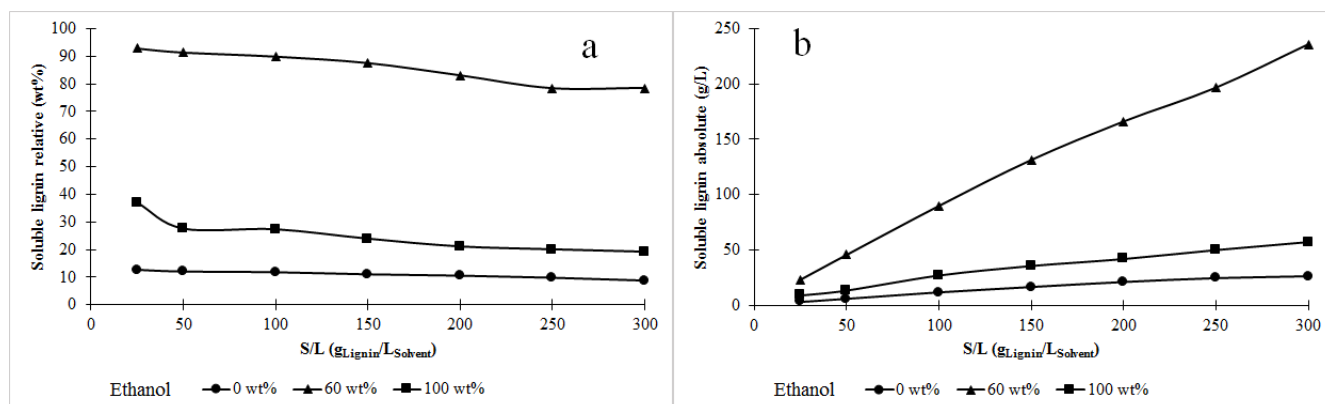 a
Soluble lignin relative (wt%)
100
90
80
70
60
50
40
30
20
10
0
0 50 100 150 200 250 300
S/L (gLignin/LSolvent)
Ethanol 0 wt% 60 wt% 100 wt%
b
Soluble lignin absolute (g/L)
250
200
150
100
50
0
0 50 100 150 200 250 300
S/L (gLignin/LSolvent)
Ethanol 0 wt% 60 wt% 100 wt%